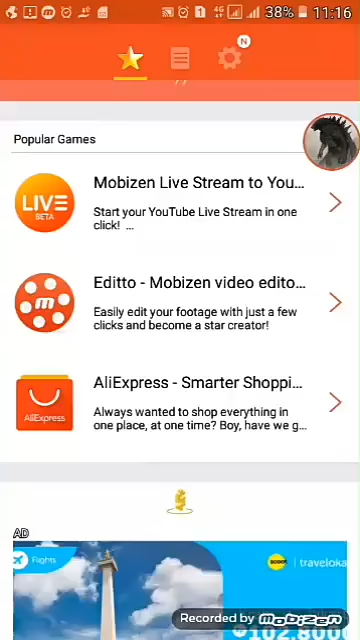 4G
38%
11:16
N
Popular Games
LIVE
BETA
Mobizen Live Stream to You...
Start your YouTube Live Stream in one
click! ...
m
Editto - Mobizen video edito...
Easily edit your footage with just a few
clicks and become a star creator!
AliExpress
AliExpress - Smarter Shoppi...
Always wanted to shop everything in
one place, at one time? Boy, have we g...
AD
Flights
traveloka
102.800
Recorded by mobizen